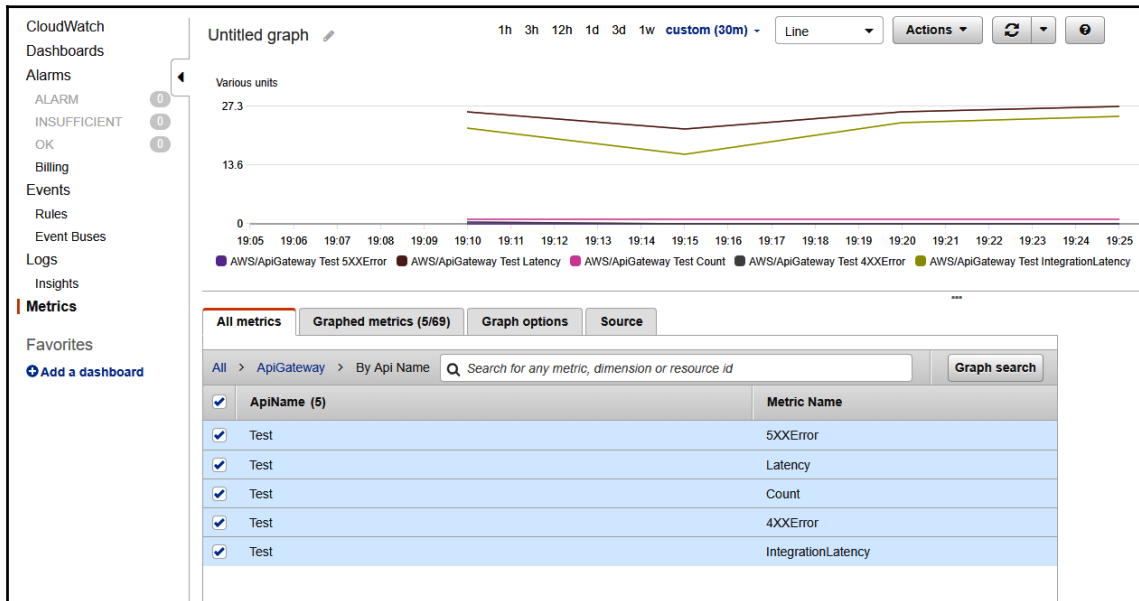 CloudWatch
Dashboards
Alarms
ALARM 0
INSUFFICIENT 0
OK 0
Billing
Events
Rules
Event Buses
Logs
Insights
Metrics
Favorites
Add a dashboard
Untitled graph
1h 3h 12h 1d 3d 1w custom (30m) Line Actions
Various units
27.3
13.6
0
19:05 19:06 19:07 19:08 19:09 19:10 19:11 19:12 19:13 19:14 19:15 19:16 19:17 19:18 19:19 19:20 19:21 19:22 19:23 19:24 19:25
AWS/ApiGateway Test 5XXError AWS/ApiGateway Test Latency AWS/ApiGateway Test Count AWS/ApiGateway Test 4XXError AWS/ApiGateway Test IntegrationLatency
All metrics Graphed metrics (5/69) Graph options Source
All > ApiGateway > By Api Name Search for any metric, dimension or resource id Graph search
ApiName (5) Metric Name
Test 5XXError
Test Latency
Test Count
Test 4XXError
Test IntegrationLatency